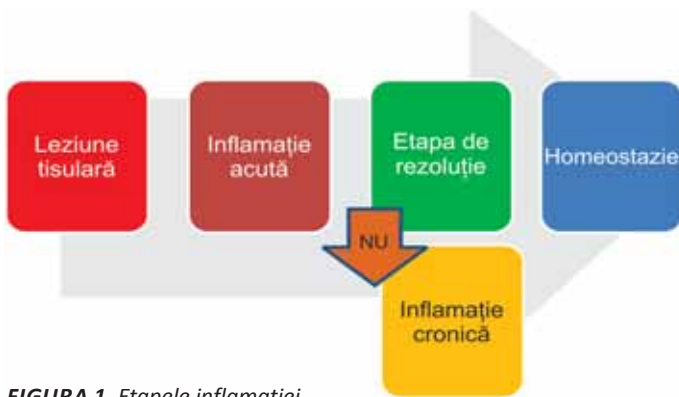 Leziune
tisulară
Inflamație
acută
Etapa de
rezoluție
Homeostazie
NU
Inflamație
cronică
FIGURA 1. Etapele inflamației